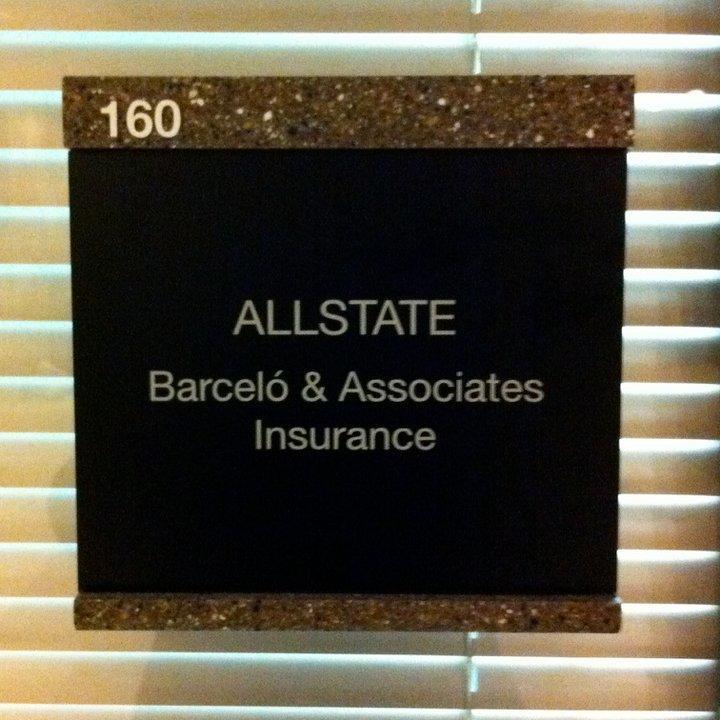 160
ALLSTATE
Barceló & Associates
Insurance